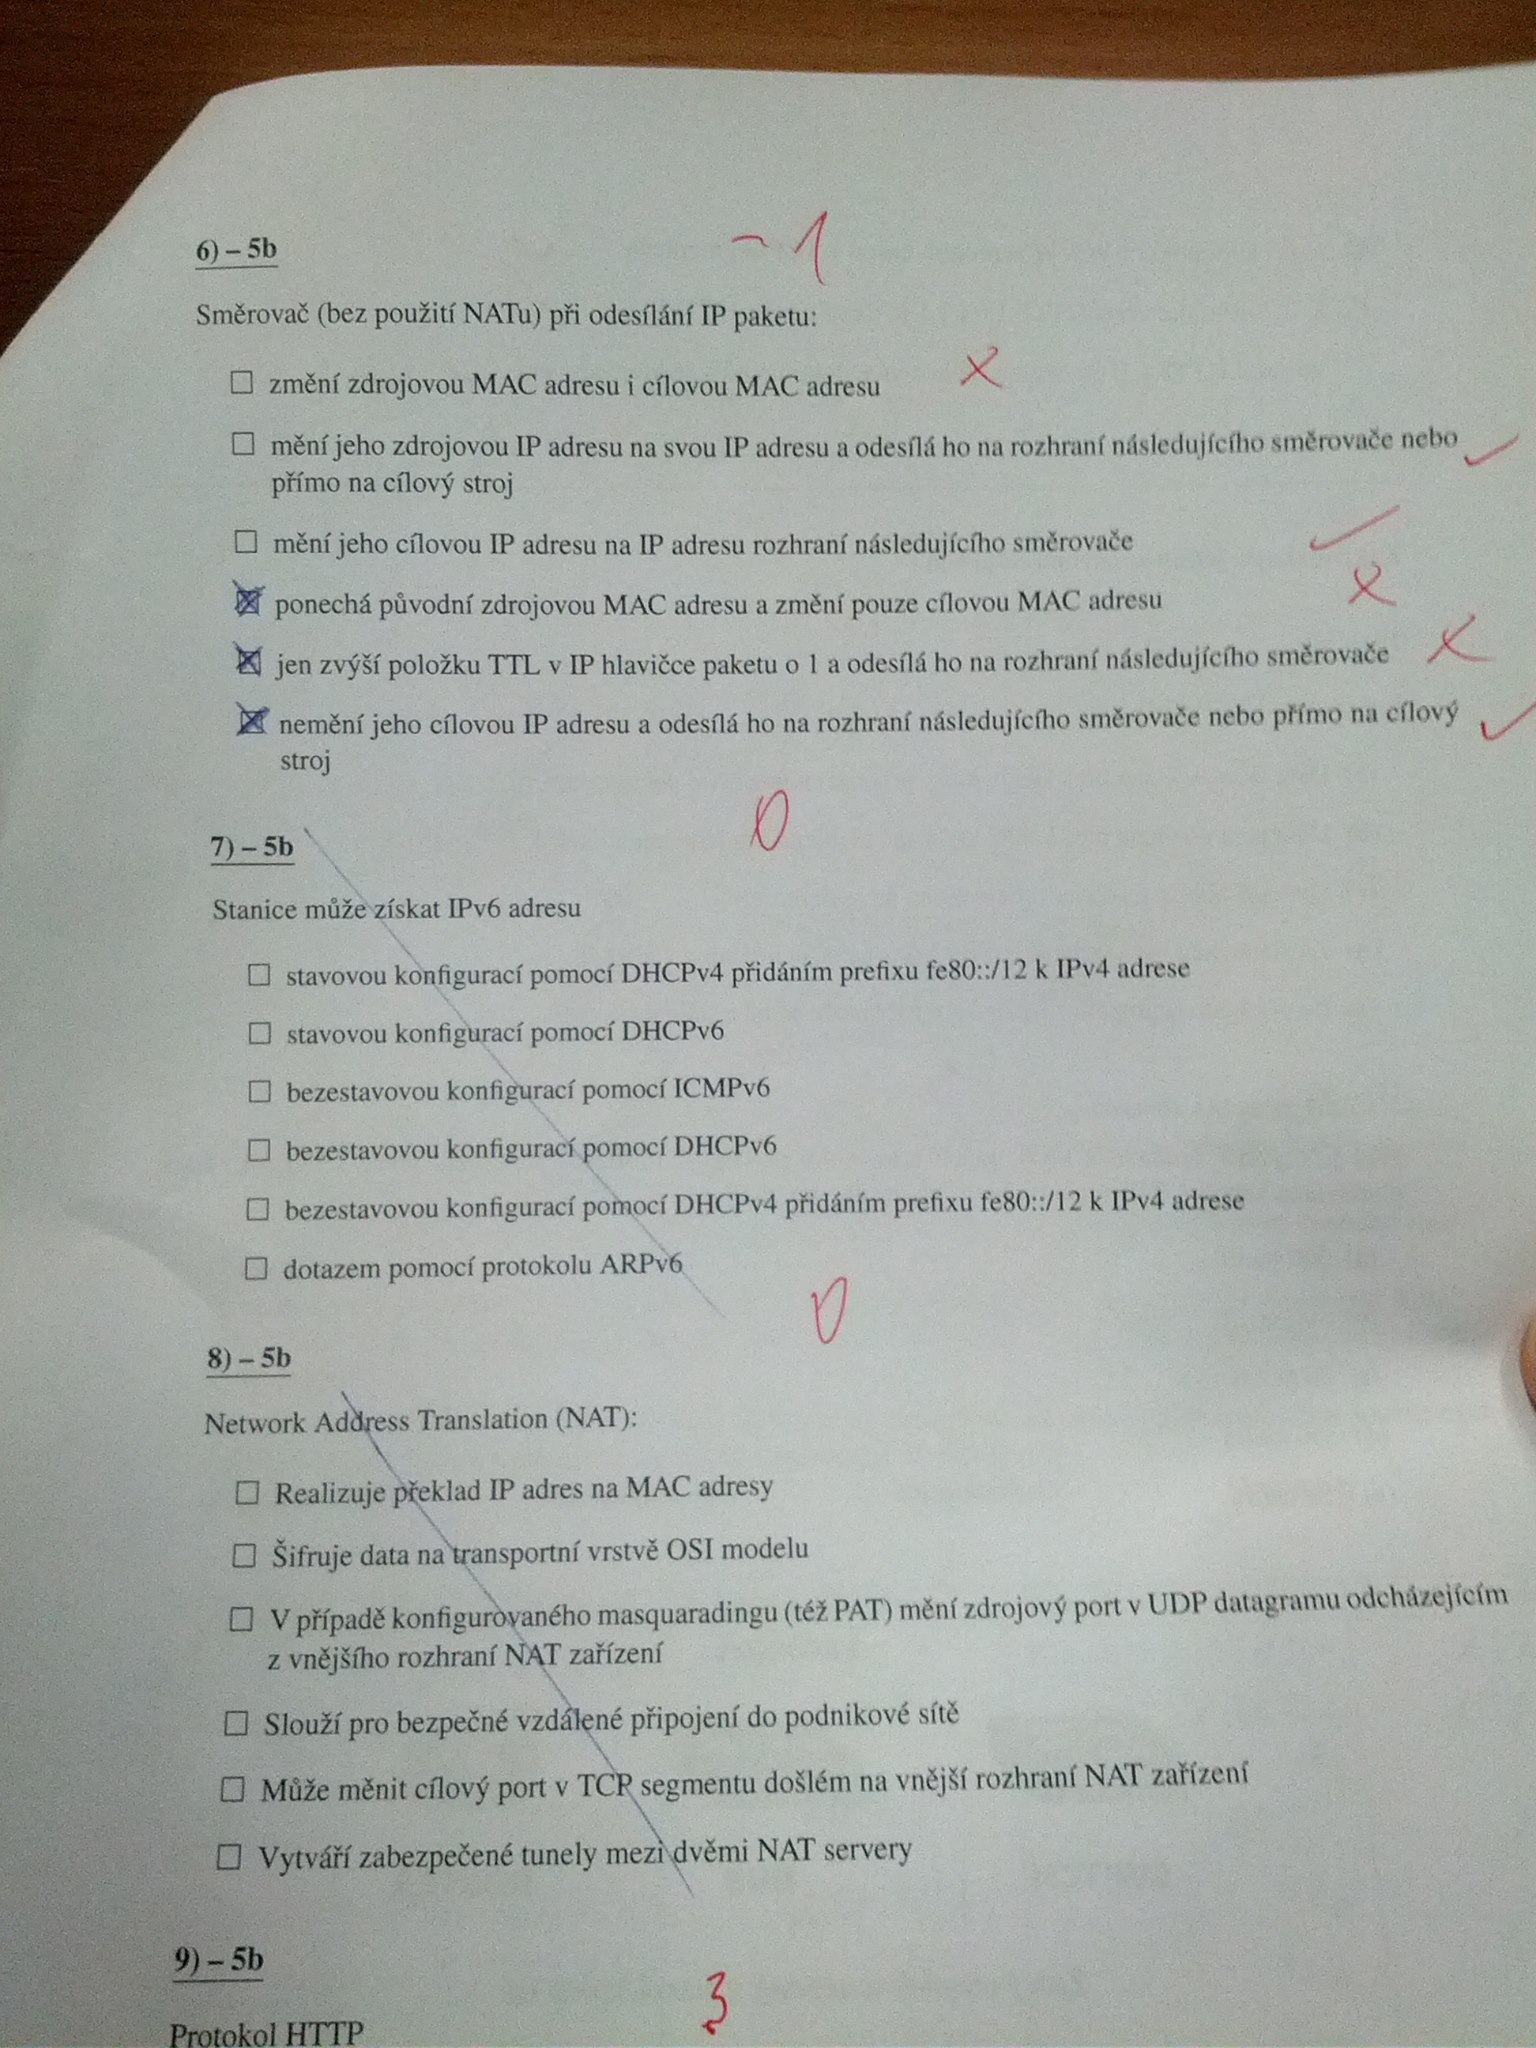 6) – 5b
- 1
Směrovač (bez použití NATu) při odesílání IP paketu:
změní zdrojovou MAC adresu i cílovou MAC adresu
mění jeho zdrojovou IP adresu na svou IP adresu a odesílá ho na rozhraní následujícího směrovače nebo
přímo na cílový stroj
mění jeho cílovou IP adresu na IP adresu rozhraní následujícího směrovače
ponechá původní zdrojovou MAC adresu a změní pouze cílovou MAC adresu
jen zvýší položku TTL v IP hlavičce paketu o 1 a odesílá ho na rozhraní následujícího směrovače
nemění jeho cílovou IP adresu a odesílá ho na rozhraní následujícího směrovače nebo přímo na cílový
stroj
0
7) – 5b
Stanice může získat IPv6 adresu
stavovou konfigurací pomocí DHCPv4 přidáním prefixu fe80::/12 k IPv4 adrese
stavovou konfigurací pomocí DHCPv6
bezestavovou konfigurací pomocí ICMPv6
bezestavovou konfigurací pomocí DHCPv6
bezestavovou konfigurací pomocí DHCPv4 přidáním prefixu fe80::/12 k IPv4 adrese
dotazem pomocí protokolu ARPv6
0
8) – 5b
Network Address Translation (NAT):
Realizuje překlad IP adres na MAC adresy
Šifruje data na transportní vrstvě OSI modelu
V případě konfigurovaného masquaradingu (též PAT) mění zdrojový port v UDP datagramu odcházejícím
z vnějšího rozhraní NAT zařízení
Slouží pro bezpečné vzdálené připojení do podnikové sítě
Může měnit cílový port v TCP segmentu došlém na vnější rozhraní NAT zařízení
Vytváří zabezpečené tunely mezi dvěmi NAT servery
9) – 5b
3
Protokol HTTP